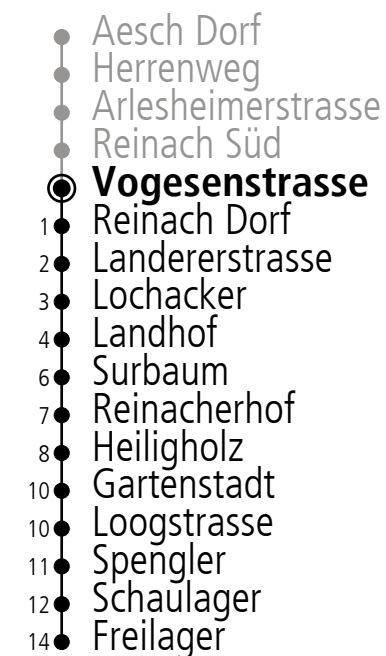 Aesch Dorf
Herrenweg
Arlesheimerstrasse
Reinach Süd
Vogesenstrasse
1 Reinach Dorf
2 Landererstrasse
3 Lochacker
4 Landhof
6 Surbaum
7 Reinacherhof
8 Heiligholz
10 Gartenstadt
10 Loogstrasse
11 Spengler
12 Schaulager
14 Freilager